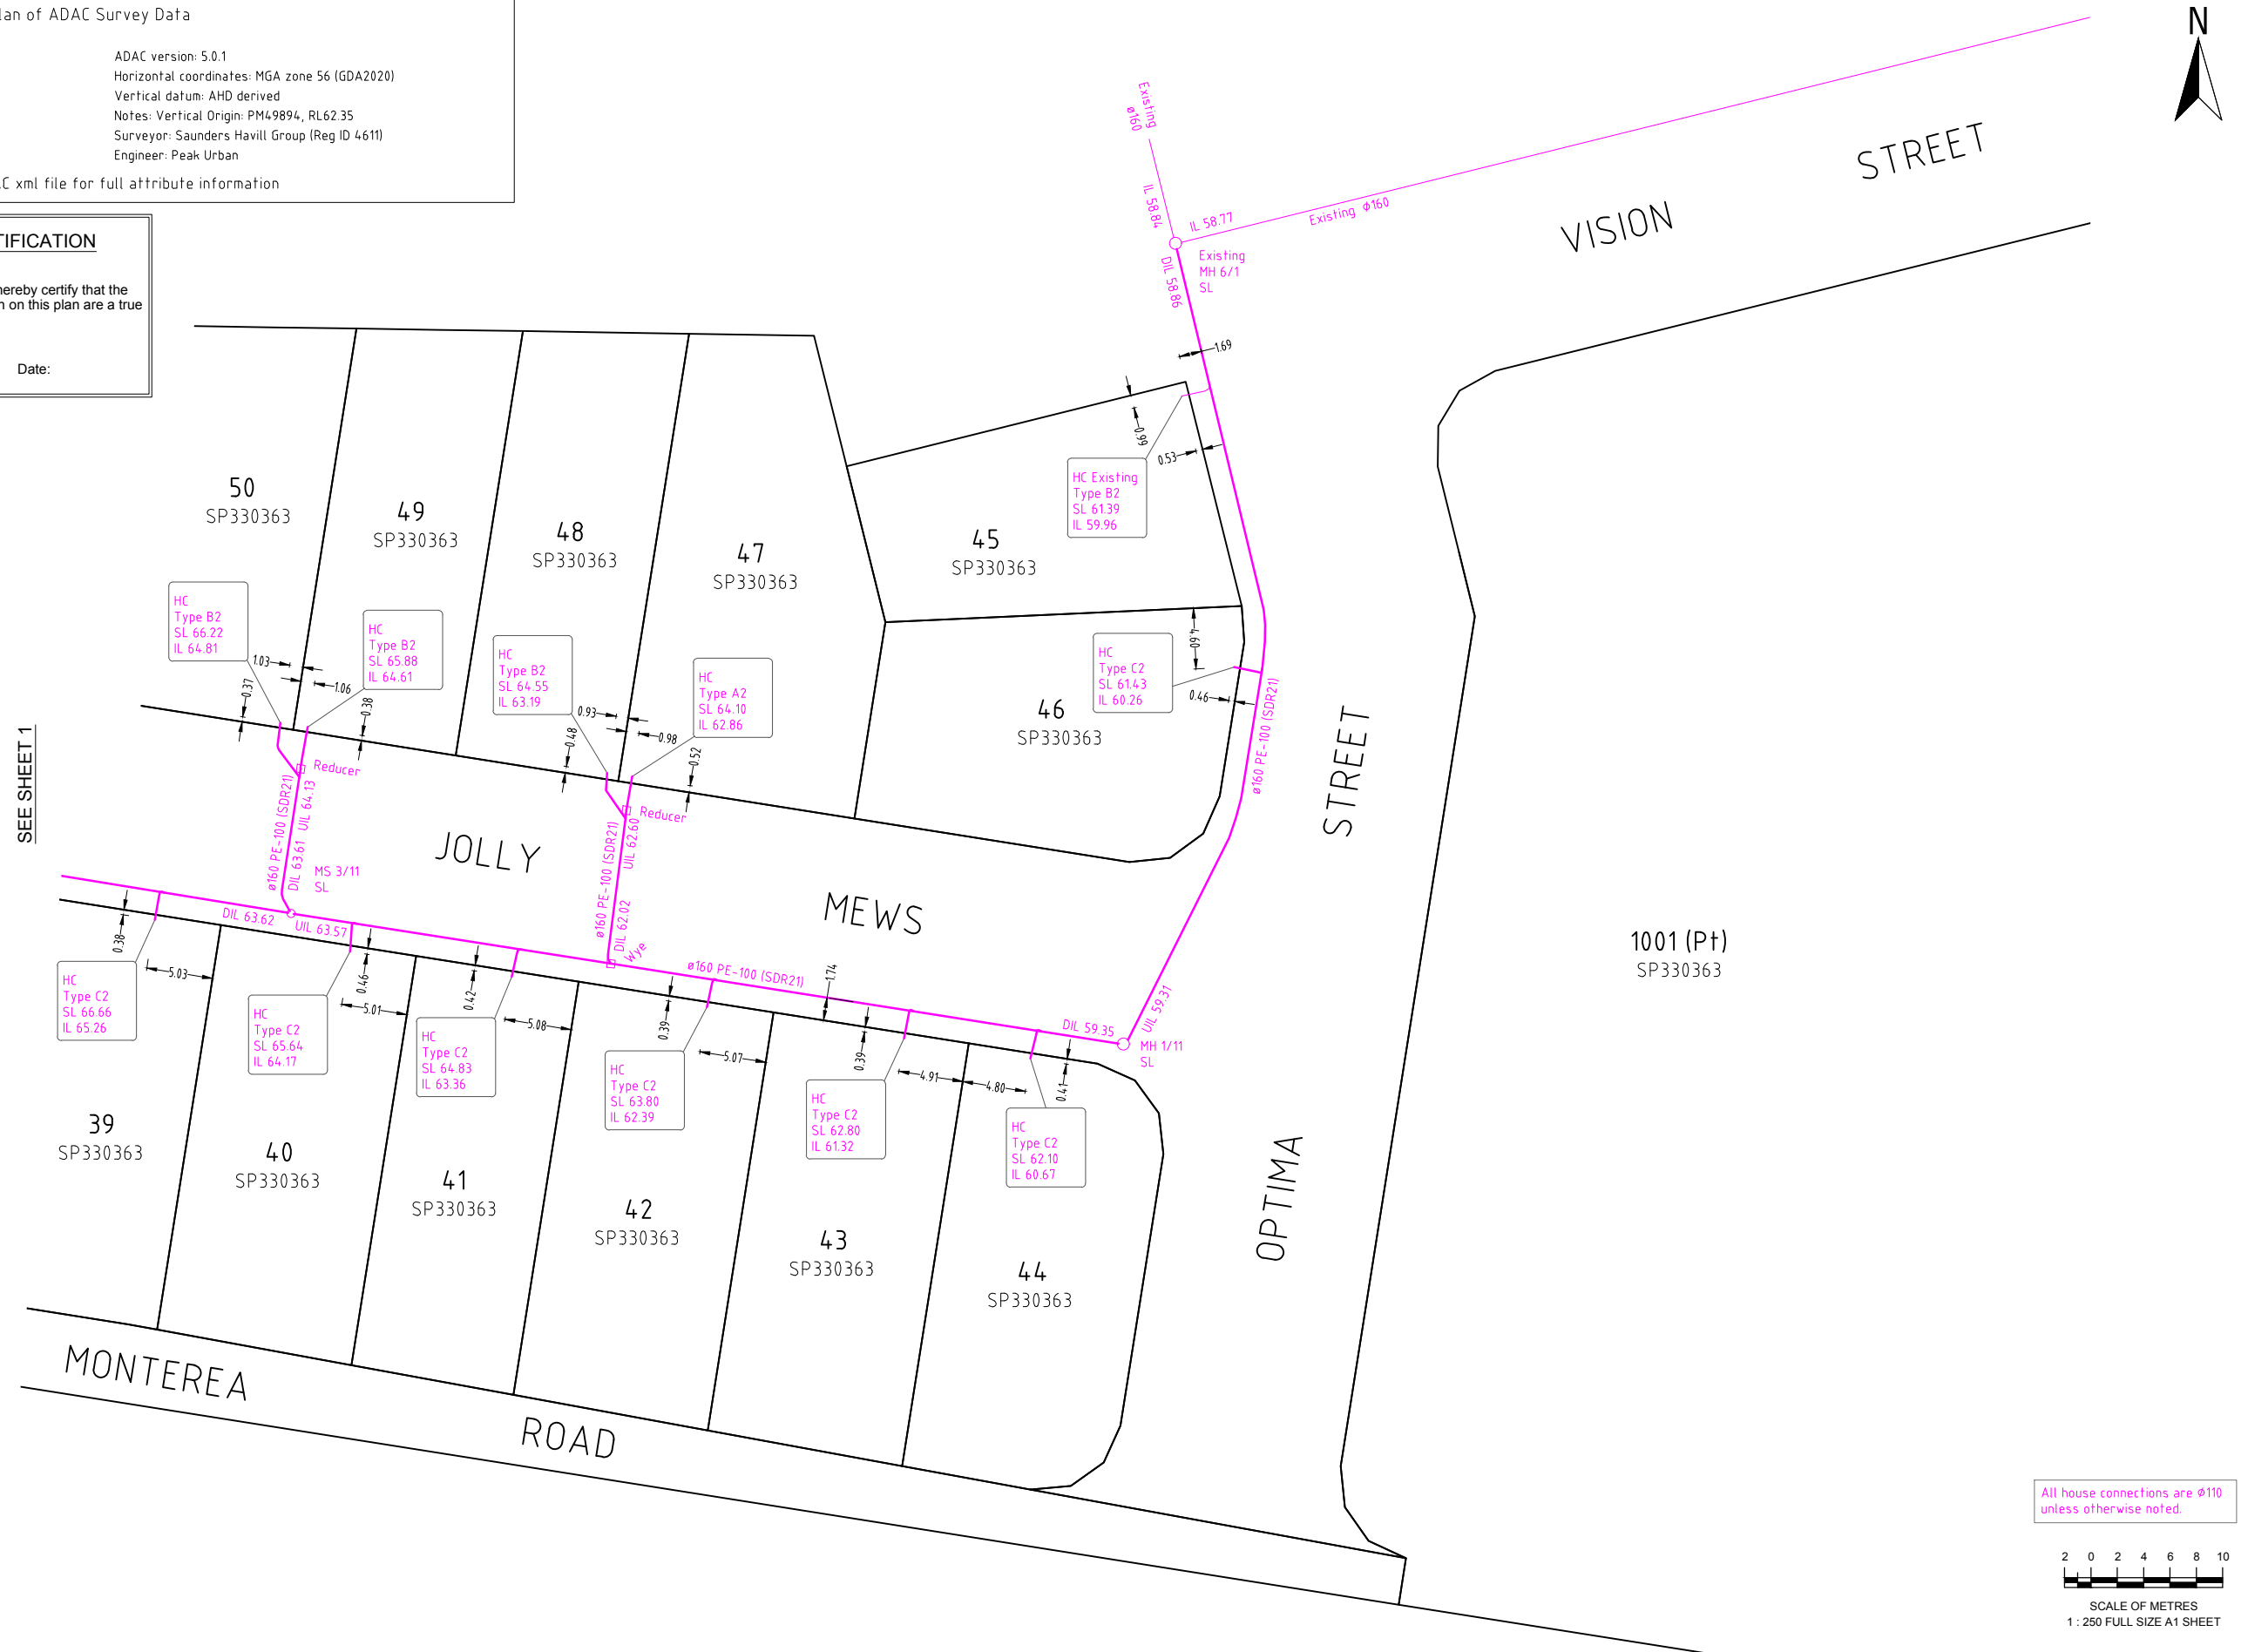 lan of ADAC Survey Data
ADAC version: 5.0.1
Horizontal coordinates: MGA zone 56 (GDA2020)
Vertical datum: AHD derived
Notes: Vertical Origin: PM49894, RL62.35
Surveyor: Saunders Havill Group (Reg ID 4611)
Engineer: Peak Urban
C xml file for full attribute information
TIFICATION
hereby certify that the
n on this plan are a true
Date:
N
Existing
ø160
IL 58.84
IL 58.77
Existing ø160
DIL 58.86
Existing
MH 6/1
SL
VISION
STREET
1.69
0.99
0.53
HC Existing
Type B2
SL 61.39
IL 59.96
50
SP330363
49
SP330363
48
SP330363
47
SP330363
45
SP330363
46
SP330363
HC
Type B2
SL 66.22
IL 64.81
1.03
0.37
HC
Type B2
SL 65.88
IL 64.61
1.06
0.38
HC
Type B2
SL 64.55
IL 63.19
0.93
0.48
HC
Type A2
SL 64.10
IL 62.86
0.98
0.52
HC
Type C2
SL 61.43
IL 60.26
4.60
0.46
ø160 PE-100 (SDR21)
SEE SHEET 1
Reducer
ø160 PE-100 (SDR21)
UIL 64.13
DIL 63.61
MS 3/11
SL
Reducer
ø160 PE-100 (SDR21)
UIL 62.60
DIL 62.02
Wye
JOLLY
MEWS
STREET
OPTIMA
DIL 63.62
UIL 63.57
ø160 PE-100 (SDR21)
1.74
DIL 59.35
UIL 59.31
MH 1/11
SL
0.38
5.03
HC
Type C2
SL 66.66
IL 65.26
0.46
5.01
HC
Type C2
SL 65.64
IL 64.17
0.42
5.08
HC
Type C2
SL 64.83
IL 63.36
0.39
5.07
HC
Type C2
SL 63.80
IL 62.39
0.39
4.91
HC
Type C2
SL 62.80
IL 61.32
4.80
0.41
HC
Type C2
SL 62.10
IL 60.67
1001 (Pt)
SP330363
39
SP330363
40
SP330363
41
SP330363
42
SP330363
43
SP330363
44
SP330363
MONTEREA
ROAD
All house connections are ø110
unless otherwise noted.
2 0 2 4 6 8 10
SCALE OF METRES
1 : 250 FULL SIZE A1 SHEET